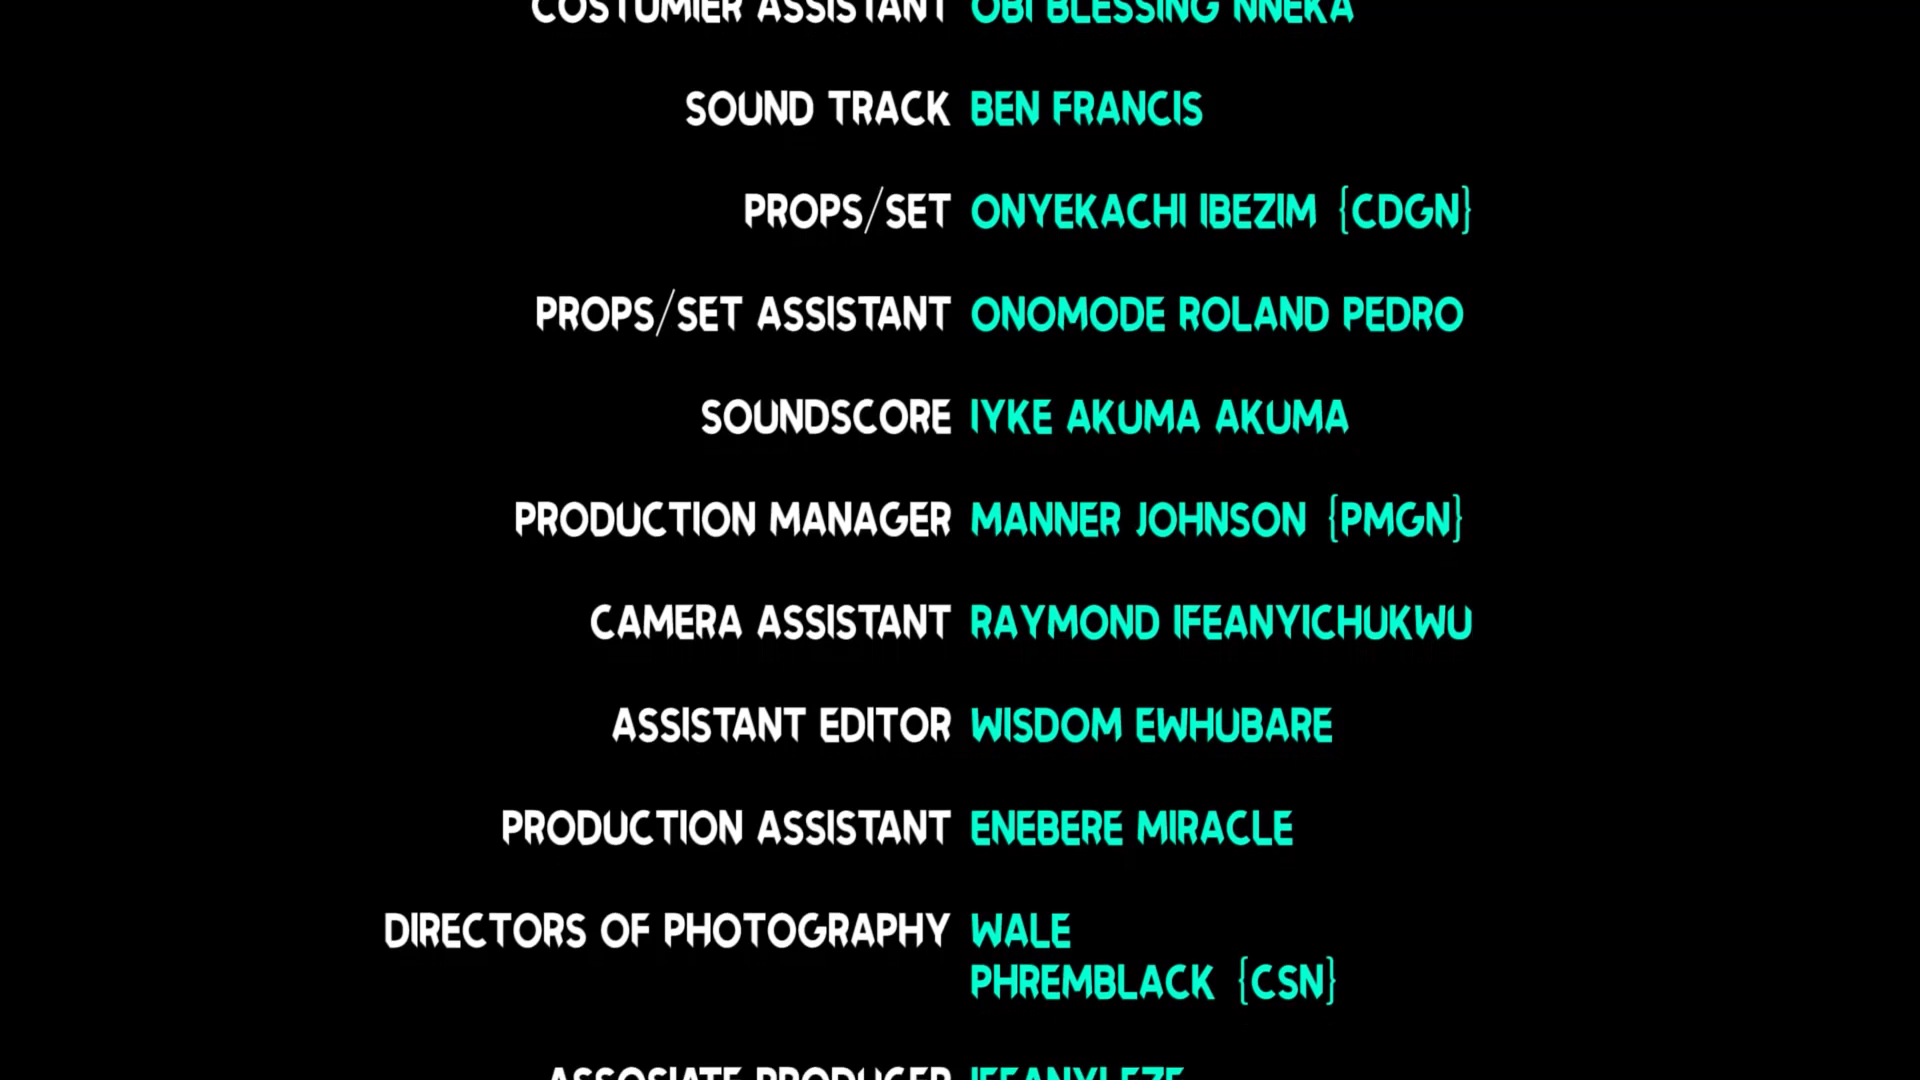 COSTUMIER ASSISTANT OBI BLESSING NNEKA
SOUND TRACK BEN FRANCIS
PROPS/SET ONYEKACHI IBEZIM {CDGN}
PROPS/SET ASSISTANT ONOMODE ROLAND PEDRO
SOUNDSCORE IYKE AKUMA AKUMA
PRODUCTION MANAGER MANNER JOHNSON {PMGN}
CAMERA ASSISTANT RAYMOND IFEANYICHUKWU
ASSISTANT EDITOR WISDOM EWHUBARE
PRODUCTION ASSISTANT ENEBERE MIRACLE
DIRECTORS OF PHOTOGRAPHY WALE
PHREMBLACK {CSN}
ASSOSIATE PRODUCER IFEANYI EZE